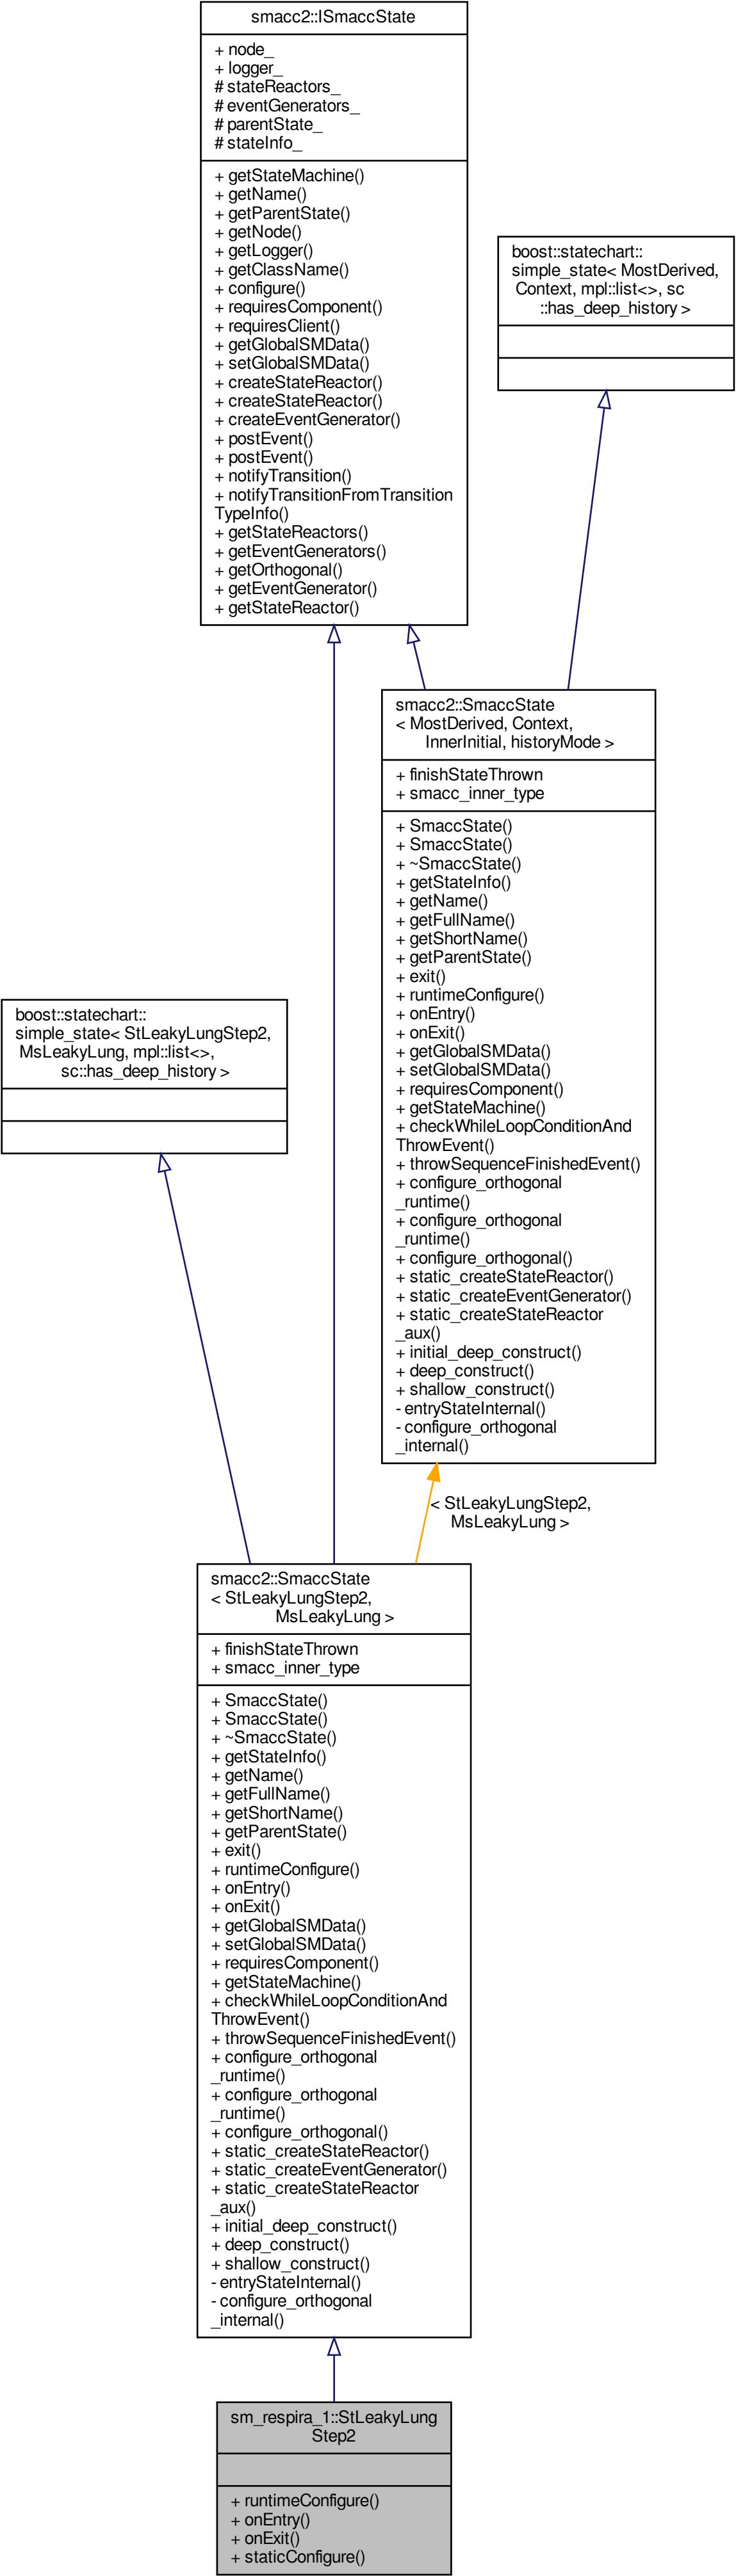 smacc2::ISmaccState
+ node_
+ logger_
# stateReactors_
# eventGenerators_
# parentState_
# stateInfo_
+ getStateMachine()
+ getName()
+ getParentState()
+ getNode()
+ getLogger()
+ getClassName()
+ configure()
+ requiresComponent()
+ requiresClient()
+ getGlobalSMData()
+ setGlobalSMData()
+ createStateReactor()
+ createStateReactor()
+ createEventGenerator()
+ postEvent()
+ postEvent()
+ notifyTransition()
+ notifyTransitionFromTransition
TypeInfo()
+ getStateReactors()
+ getEventGenerators()
+ getOrthogonal()
+ getEventGenerator()
+ getStateReactor()
boost::statechart::
simple_state< MostDerived,
Context, mpl::list<>, sc
::has_deep_history >
smacc2::SmaccState
< MostDerived, Context,
InnerInitial, historyMode >
+ finishStateThrown
+ smacc_inner_type
+ SmaccState()
+ SmaccState()
+ ~SmaccState()
+ getStateInfo()
+ getName()
+ getFullName()
+ getShortName()
+ getParentState()
+ exit()
+ runtimeConfigure()
+ onEntry()
+ onExit()
+ getGlobalSMData()
+ setGlobalSMData()
+ requiresComponent()
+ getStateMachine()
+ checkWhileLoopConditionAnd
ThrowEvent()
+ throwSequenceFinishedEvent()
+ configure_orthogonal
_runtime()
+ configure_orthogonal
_runtime()
+ configure_orthogonal()
+ static_createStateReactor()
+ static_createEventGenerator()
+ static_createStateReactor
_aux()
+ initial_deep_construct()
+ deep_construct()
+ shallow_construct()
- entryStateInternal()
- configure_orthogonal
_internal()
boost::statechart::
simple_state< StLeakyLungStep2,
MsLeakyLung, mpl::list<>,
sc::has_deep_history >
< StLeakyLungStep2,
MsLeakyLung >
smacc2::SmaccState
< StLeakyLungStep2,
MsLeakyLung >
+ finishStateThrown
+ smacc_inner_type
+ SmaccState()
+ SmaccState()
+ ~SmaccState()
+ getStateInfo()
+ getName()
+ getFullName()
+ getShortName()
+ getParentState()
+ exit()
+ runtimeConfigure()
+ onEntry()
+ onExit()
+ getGlobalSMData()
+ setGlobalSMData()
+ requiresComponent()
+ getStateMachine()
+ checkWhileLoopConditionAnd
ThrowEvent()
+ throwSequenceFinishedEvent()
+ configure_orthogonal
_runtime()
+ configure_orthogonal
_runtime()
+ configure_orthogonal()
+ static_createStateReactor()
+ static_createEventGenerator()
+ static_createStateReactor
_aux()
+ initial_deep_construct()
+ deep_construct()
+ shallow_construct()
- entryStateInternal()
- configure_orthogonal
_internal()
sm_respira_1::StLeakyLung
Step2
+ runtimeConfigure()
+ onEntry()
+ onExit()
+ staticConfigure()